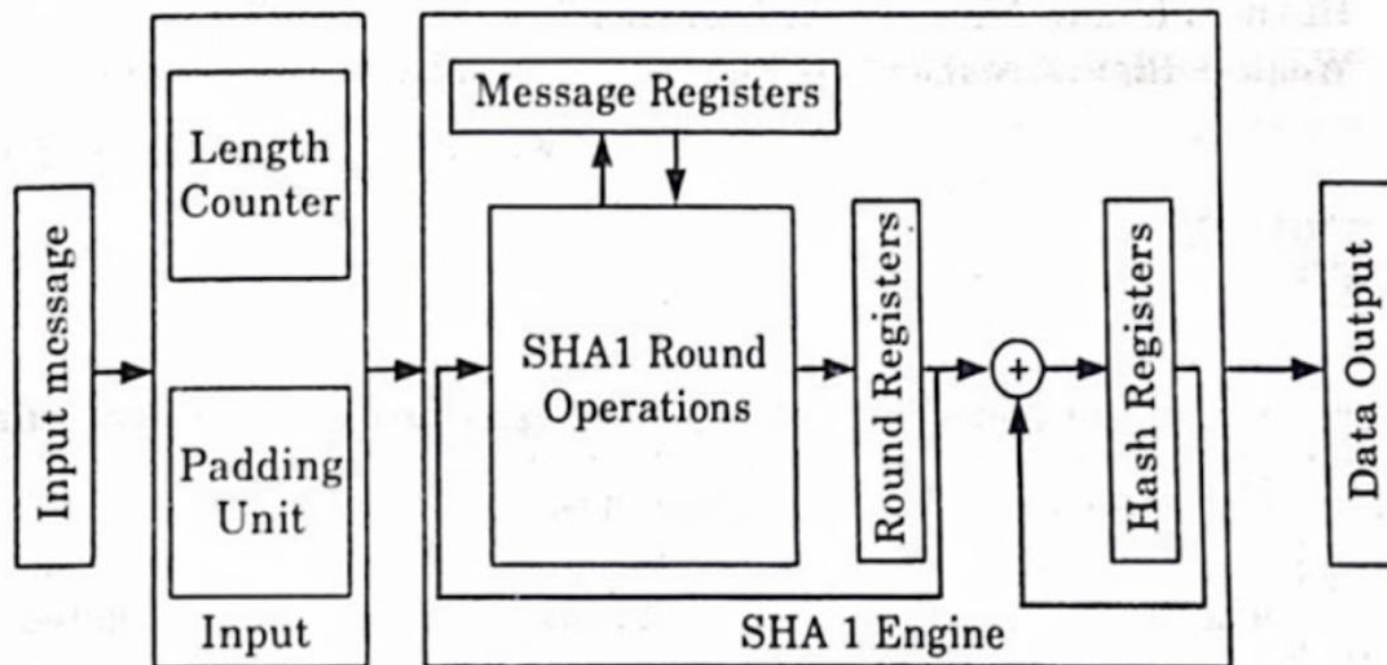 Input message
Length
Counter
Padding
Unit
Input
Message Registers
SHA1 Round
Operations
Round Registers
+
Hash Registers
SHA 1 Engine
Data Output